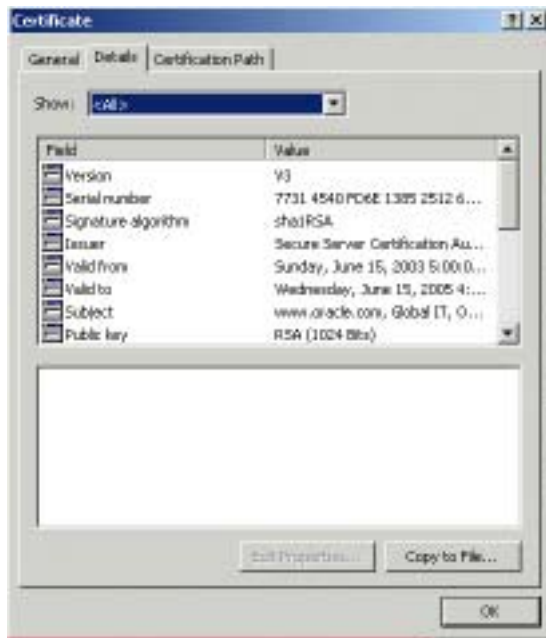 Certificate
General Details Certification Path
Show: <All>
Field Value
Version V3
Serial number 7731 4540 FD6E 1385 2512 6...
Signature algorithm sha1RSA
Issuer Secure Server Certification Au...
Valid from Sunday, June 15, 2003 5:00:0...
Valid to Wednesday, June 15, 2005 4:...
Subject www.oracle.com, Global IT, O...
Public key RSA (1024 Bits)
Edit Properties... Copy to File...
OK